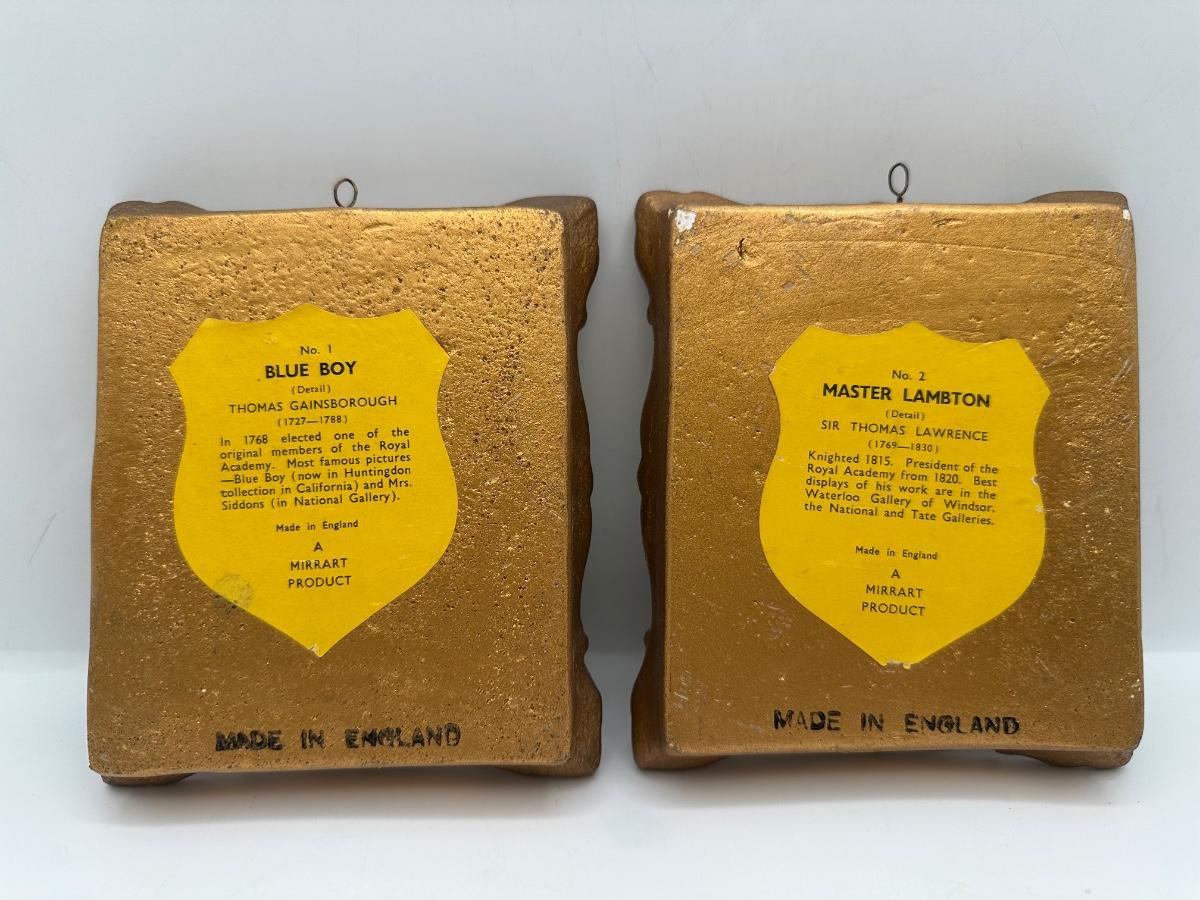 No. 1
BLUE BOY
(Detail)
THOMAS GAINSBOROUGH
(1727—1788)
In 1768 elected one of the
original members of the Royal
Academy. Most famous pictures
—Blue Boy (now in Huntingdon
collection in California) and Mrs.
Siddons (in National Gallery).
Made in England
A
MIRRART
PRODUCT
MADE IN ENGLAND
No. 2
MASTER LAMBTON
(Detail)
SIR THOMAS LAWRENCE
(1769—1830)
Knighted 1815. President of the
Royal Academy from 1820. Best
displays of his work are in the
Waterloo Gallery of Windsor,
the National and Tate Galleries.
Made in England
A
MIRRART
PRODUCT
MADE IN ENGLAND